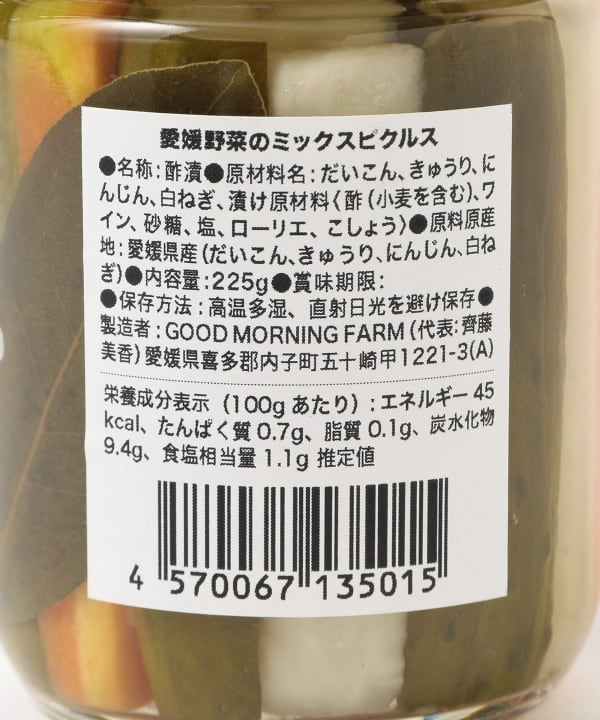 愛媛野菜のミックスピクルス
●名称:酢漬●原材料名:だいこん、きゅうり、に
んじん、白ねぎ、漬け原材料〈酢(小麦を含む)、ワ
イン、砂糖、塩、ローリエ、こしょう〉●原料原産
地:愛媛県産(だいこん、きゅうり、にんじん、白ね
ぎ)●内容量:225g●賞味期限:
●保存方法:高温多湿、直射日光を避け保存●
製造者:GOOD MORNING FARM(代表:齊藤
美香)愛媛県喜多郡内子町五十崎甲1221-3(A)
栄養成分表示(100gあたり):エネルギー45
kcal、たんぱく質0.7g、脂質0.1g、炭水化物
9.4g、食塩相当量1.1g 推定値
4 570067 135015